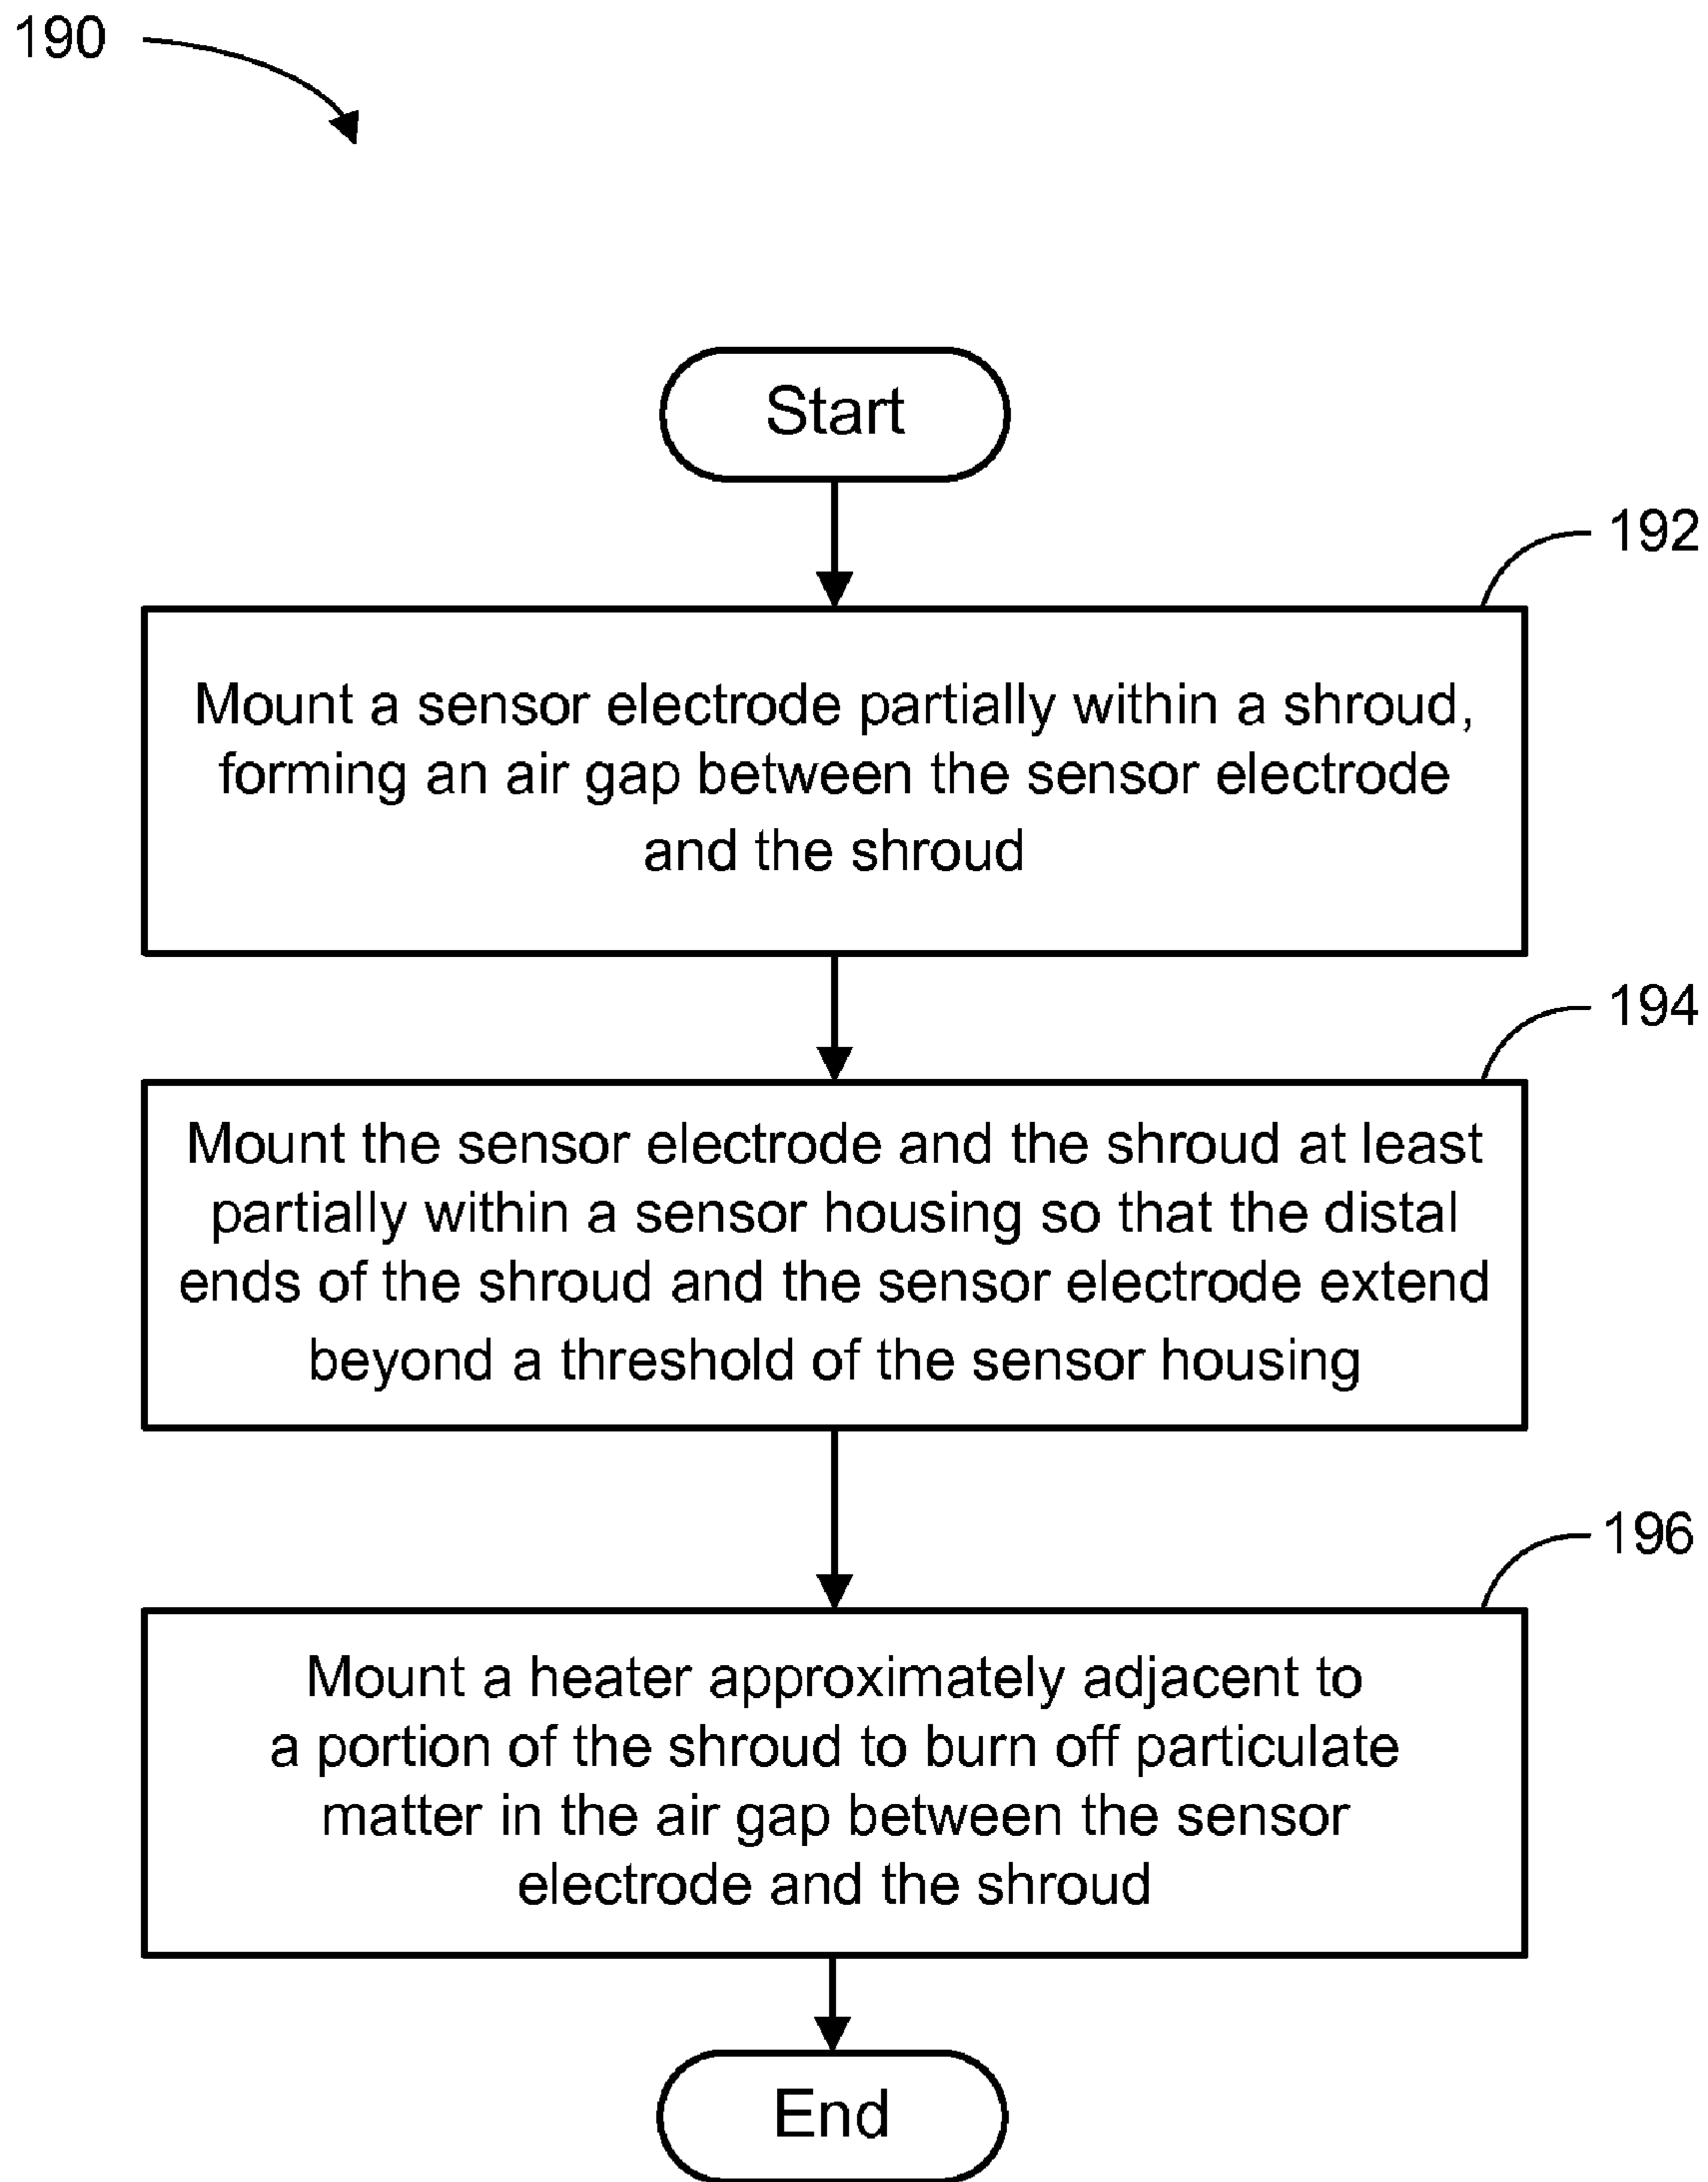 190
Start
192
Mount a sensor electrode partially within a shroud,
forming an air gap between the sensor electrode
and the shroud
194
Mount the sensor electrode and the shroud at least
partially within a sensor housing so that the distal
ends of the shroud and the sensor electrode extend
beyond a threshold of the sensor housing
196
Mount a heater approximately adjacent to
a portion of the shroud to burn off particulate
matter in the air gap between the sensor
electrode and the shroud
End